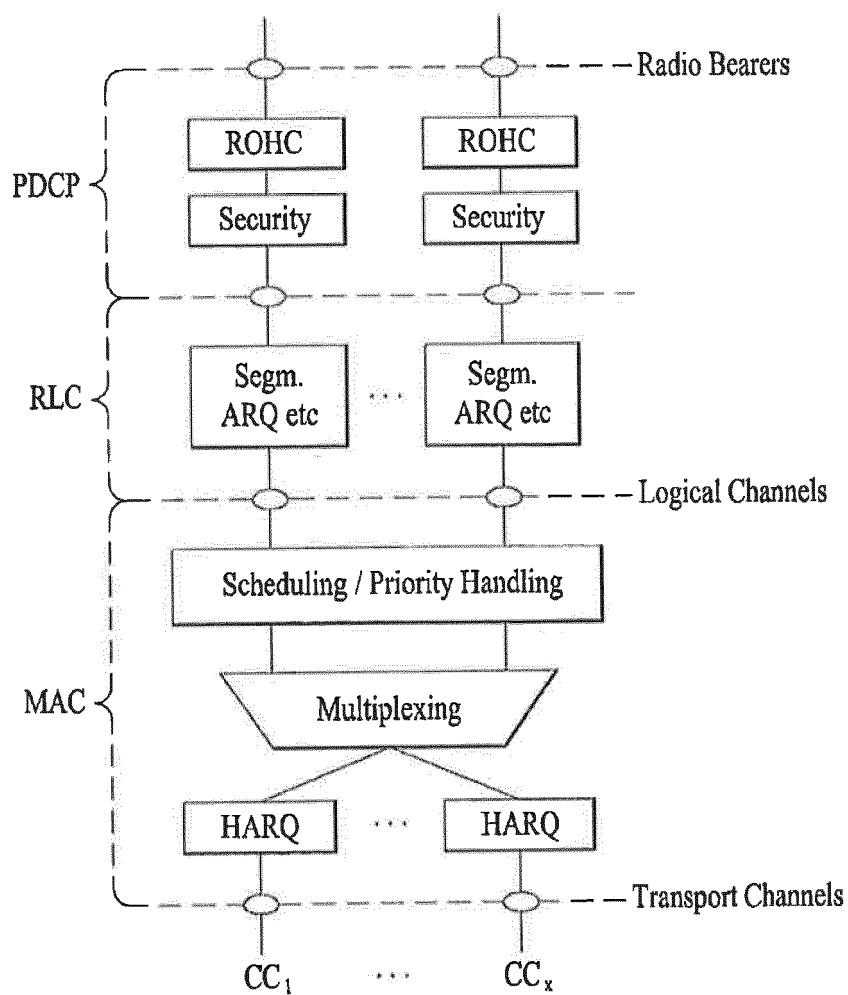 Radio Bearers
ROHC
ROHC
PDCP
Security
Security
RLC
Segm.
ARQ etc
...
Segm.
ARQ etc
Logical Channels
Scheduling / Priority Handling
MAC
Multiplexing
HARQ
...
HARQ
Transport Channels
CC1
...
CCx